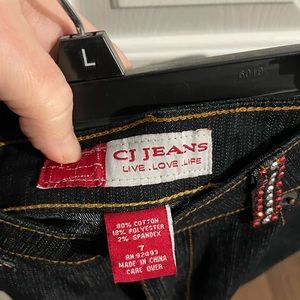 L
6010
CJ JEANS
LIVE . LOVE . LIFE
80% COTTON
18% POLYESTER
2% SPANDEX
7
RN 92493
MADE IN CHINA
CARE OVER